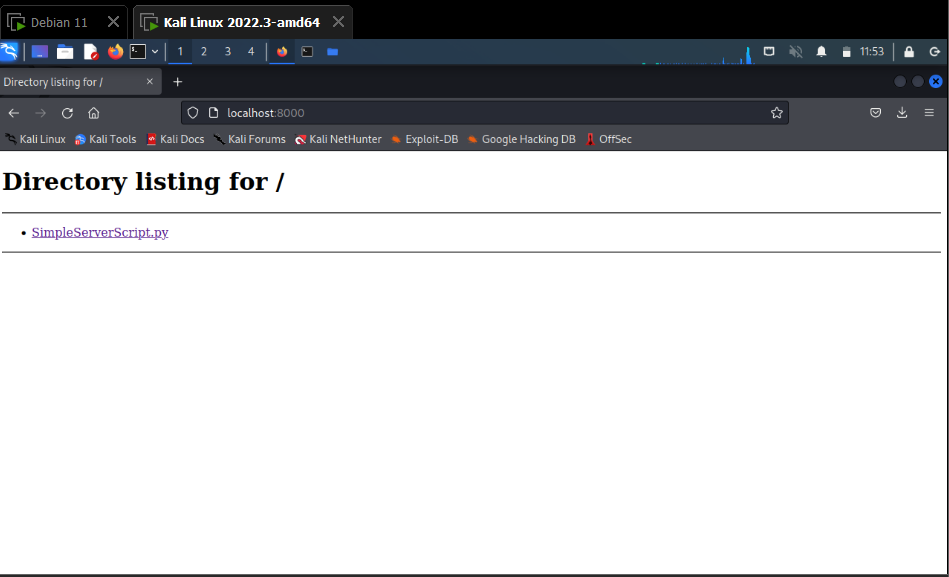 Debian 11 Kali Linux 2022.3-amd64
1 2 3 4 11:53
Directory listing for /
localhost:8000
Kali Linux Kali Tools Kali Docs Kali Forums Kali NetHunter Exploit-DB Google Hacking DB OffSec
Directory listing for /
SimpleServerScript.py